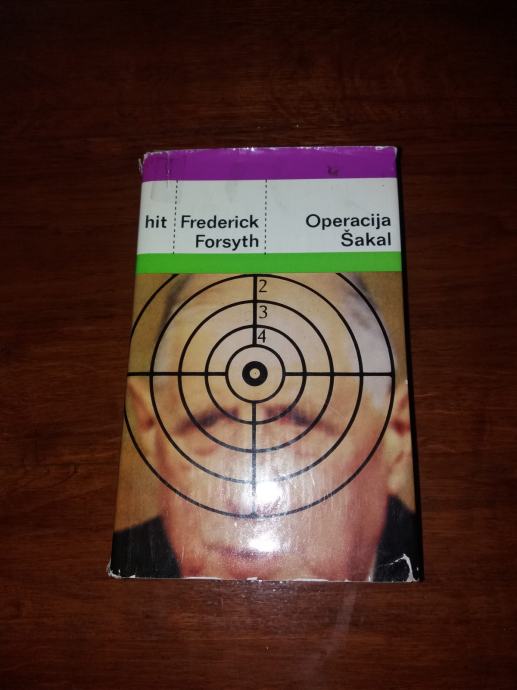 hit
Frederick
Forsyth
Operacija
Šakal
2
3
4